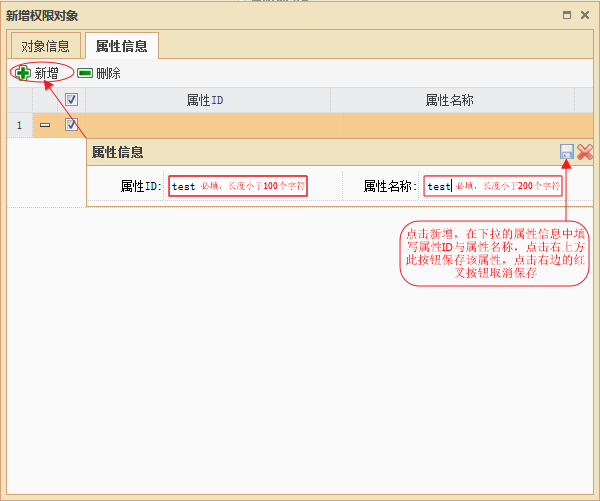 新增权限对象
对象信息 属性信息
新增 删除
属性ID 属性名称
1
属性信息
属性ID: test 必填，长度小于100个字符 属性名称: test 必填，长度小于200个字符
点击新增，在下拉的属性信息中填
写属性ID与属性名称，点击右上方
此按钮保存该属性，点击右边的红
叉按钮取消保存